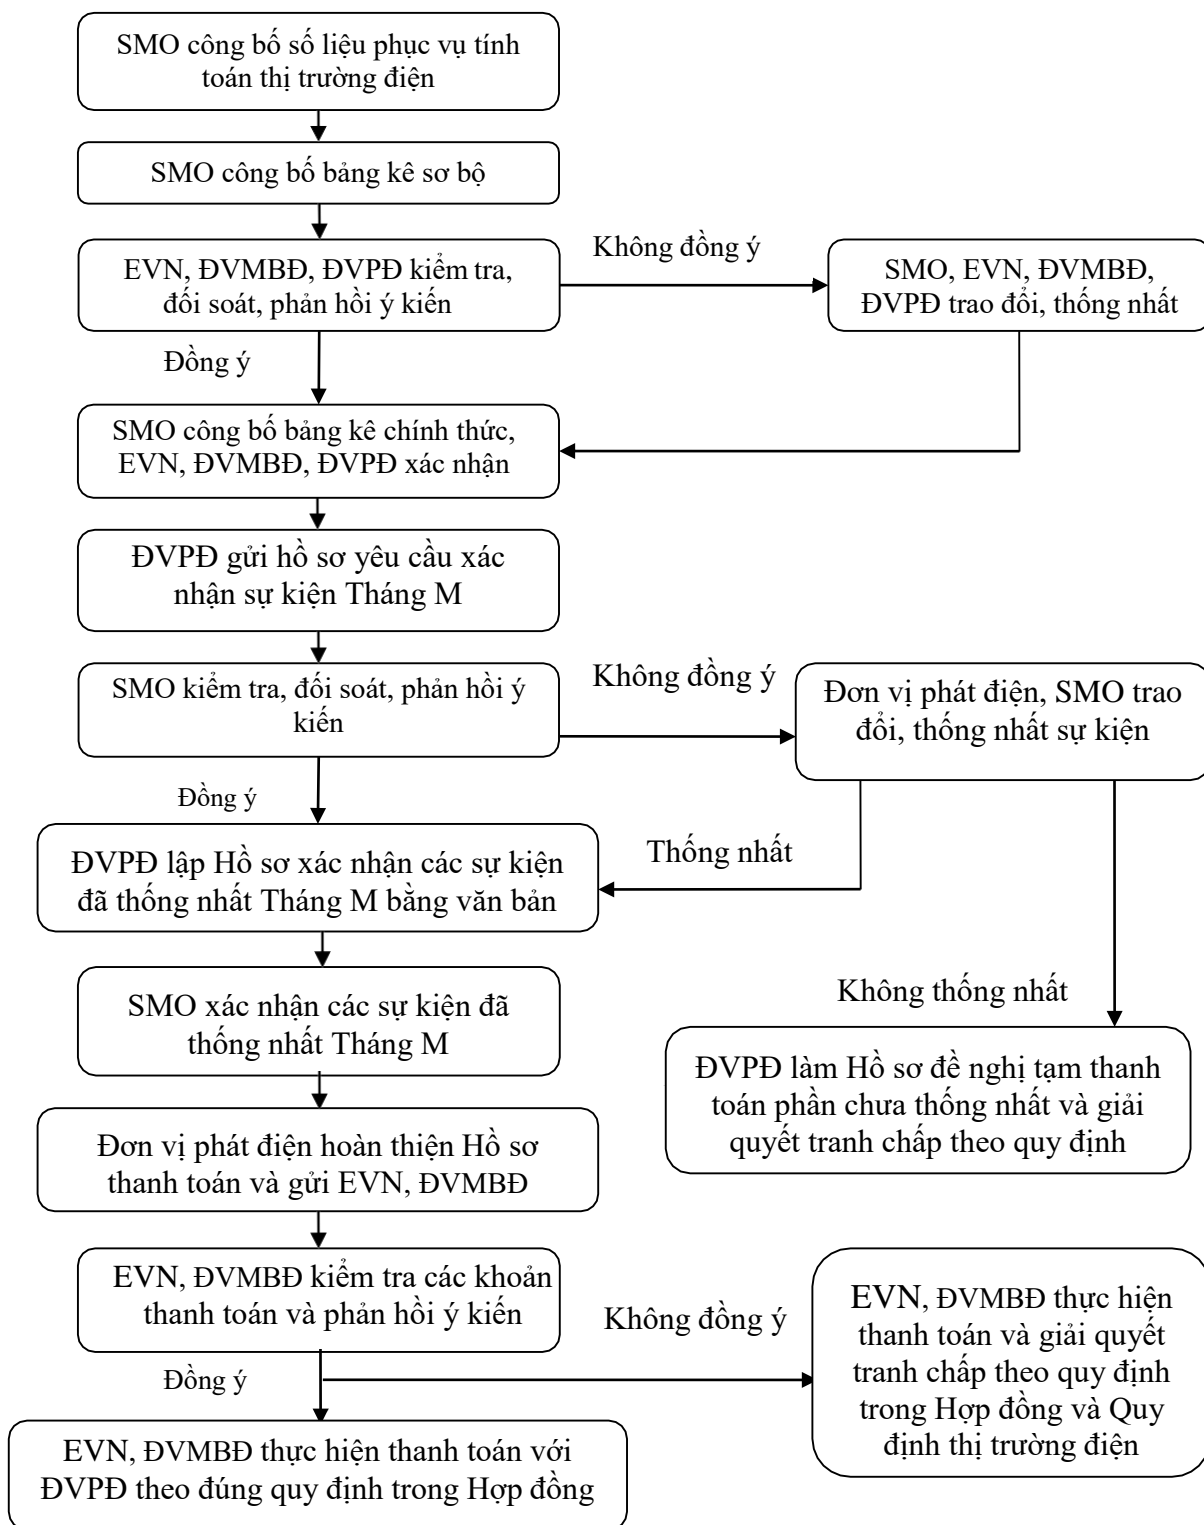 SMO công bố số liệu phục vụ tính
toán thị trường điện
SMO công bố bảng kê sơ bộ
EVN, ĐVMBĐ, ĐVPĐ kiểm tra,
đối soát, phản hồi ý kiến
Không đồng ý
SMO, EVN, ĐVMBĐ,
ĐVPĐ trao đổi, thống nhất
Đồng ý
SMO công bố bảng kê chính thức,
EVN, ĐVMBĐ, ĐVPĐ xác nhận
ĐVPĐ gửi hồ sơ yêu cầu xác
nhận sự kiện Tháng M
SMO kiểm tra, đối soát, phản hồi ý
kiến
Không đồng ý
Đơn vị phát điện, SMO trao
đổi, thống nhất sự kiện
Đồng ý
Thống nhất
ĐVPĐ lập Hồ sơ xác nhận các sự kiện
đã thống nhất Tháng M bằng văn bản
Không thống nhất
SMO xác nhận các sự kiện đã
thống nhất Tháng M
ĐVPĐ làm Hồ sơ đề nghị tạm thanh
toán phần chưa thống nhất và giải
quyết tranh chấp theo quy định
Đơn vị phát điện hoàn thiện Hồ sơ
thanh toán và gửi EVN, ĐVMBĐ
EVN, ĐVMBĐ kiểm tra các khoản
thanh toán và phản hồi ý kiến
Không đồng ý
EVN, ĐVMBĐ thực hiện
thanh toán và giải quyết
tranh chấp theo quy định
trong Hợp đồng và Quy
định thị trường điện
Đồng ý
EVN, ĐVMBĐ thực hiện thanh toán với
ĐVPĐ theo đúng quy định trong Hợp đồng